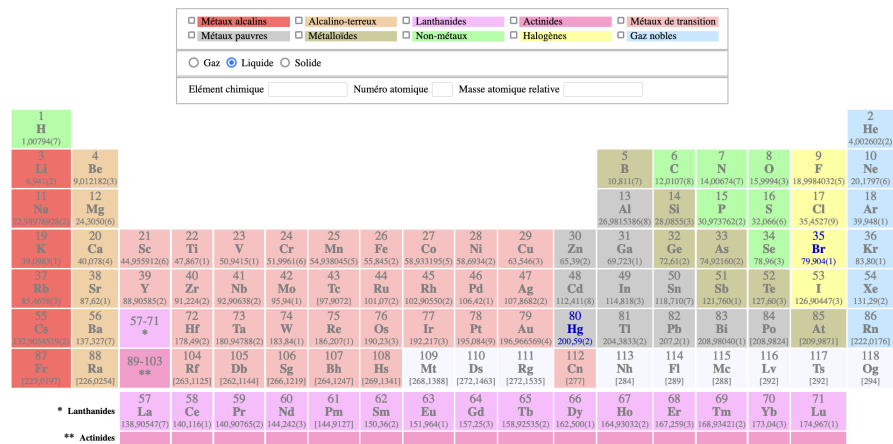 Métaux alcalins Alcalino-terreux Lanthanides Actinides Métaux de transition
Métaux pauvres Métalloïdes Non-métaux Halogènes Gaz nobles
Gaz Liquide Solide
Elément chimique Numéro atomique Masse atomique relative
1 2
H He
1,00794(7) 4,002602(2)
3 4 5 6 7 8 9 10
Li Be B C N O F Ne
6,941(2) 9,012182(3) 10,811(7) 12,0107(8) 14,00674(7) 15,9994(3) 18,9984032(5) 20,1797(6)
11 12 13 14 15 16 17 18
Na Mg Al Si P S Cl Ar
22,98976928(2) 24,3050(6) 26,9815386(8) 28,0855(3) 30,973762(2) 32,066(6) 35,4527(9) 39,948(1)
19 20 21 22 23 24 25 26 27 28 29 30 31 32 33 34 35 36
K Ca Sc Ti V Cr Mn Fe Co Ni Cu Zn Ga Ge As Se Br Kr
39,0983(1) 40,078(4) 44,955912(6) 47,867(1) 50,9415(1) 51,9961(6) 54,938045(5) 55,845(2) 58,933195(5) 58,6934(2) 63,546(3) 65,39(2) 69,723(1) 72,61(2) 74,92160(2) 78,96(3) 79,904(1) 83,80(1)
37 38 39 40 41 42 43 44 45 46 47 48 49 50 51 52 53 54
Rb Sr Y Zr Nb Mo Tc Ru Rh Pd Ag Cd In Sn Sb Te I Xe
85,4678(3) 87,62(1) 88,90585(2) 91,224(2) 92,90638(2) 95,94(1) [97,9072] 101,07(2) 102,90550(2) 106,42(1) 107,8682(2) 112,411(8) 114,818(3) 118,710(7) 121,760(1) 127,60(3) 126,90447(3) 131,29(2)
55 56 57-71 72 73 74 75 76 77 78 79 80 81 82 83 84 85 86
Cs Ba * Hf Ta W Re Os Ir Pt Au Hg Tl Pb Bi Po At Rn
132,9054519(2) 137,327(7) 178,49(2) 180,94788(2) 183,84(1) 186,207(1) 190,23(3) 192,217(3) 195,084(9) 196,966569(4) 200,59(2) 204,3833(2) 207,2(1) 208,98040(1) [208,9824] [209,9871] [222,0176]
87 88 89-103 104 105 106 107 108 109 110 111 112 113 114 115 116 117 118
Fr Ra ** Rf Db Sg Bh Hs Mt Ds Rg Cn Nh Fl Mc Lv Ts Og
[223,0197] [226,0254] [263,1125] [262,1144] [266,1219] [264,1247] [269,1341] [268,1388] [272,1463] [272,1535] [277] [284] [289] [288] [292] [292] [294]
57 58 59 60 61 62 63 64 65 66 67 68 69 70 71
* Lanthanides La Ce Pr Nd Pm Sm Eu Gd Tb Dy Ho Er Tm Yb Lu
138,90547(7) 140,116(1) 140,90765(2) 144,242(3) [144,9127] 150,36(2) 151,964(1) 157,25(3) 158,92535(2) 162,500(1) 164,93032(2) 167,259(3) 168,93421(2) 173,04(3) 174,967(1)
** Actinides